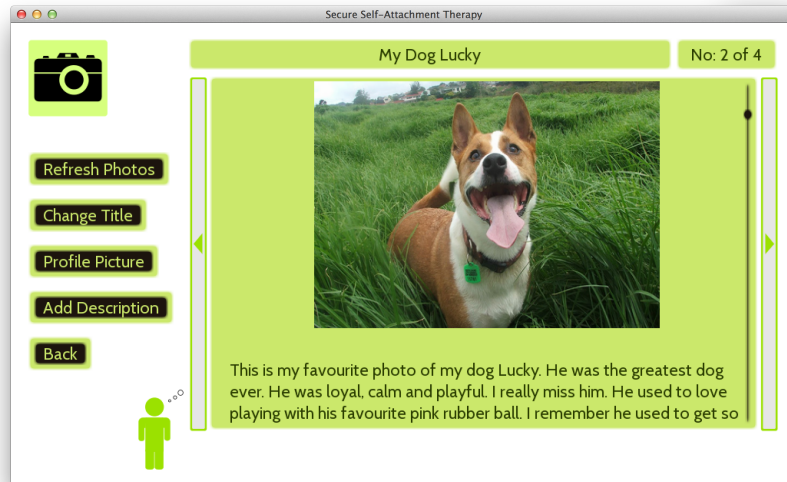 Secure Self-Attachment Therapy
My Dog Lucky
No: 2 of 4
Refresh Photos
Change Title
Profile Picture
Add Description
Back
This is my favourite photo of my dog Lucky. He was the greatest dog
ever. He was loyal, calm and playful. I really miss him. He used to love
playing with his favourite pink rubber ball. I remember he used to get so